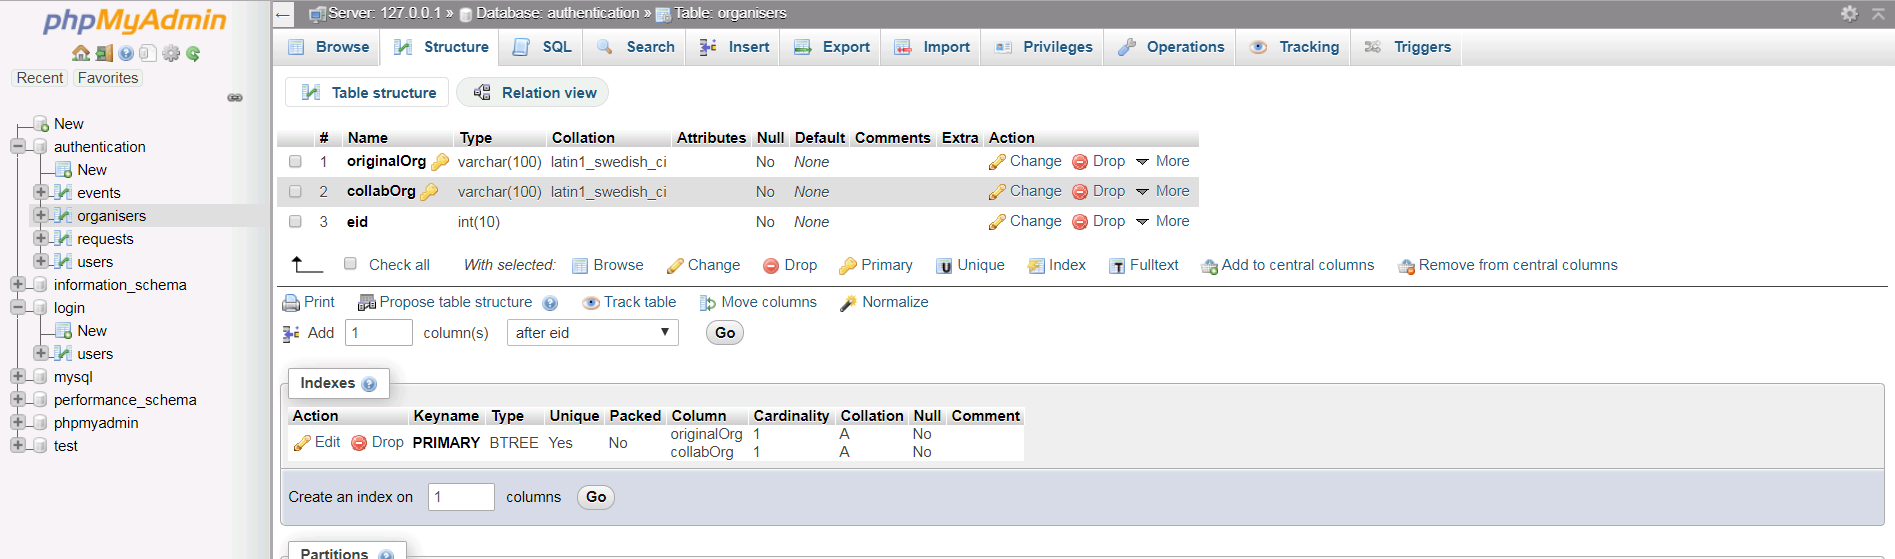 phpMyAdmin
Recent Favorites
New
authentication
New
events
organisers
requests
users
information_schema
login
New
users
mysql
performance_schema
phpmyadmin
test
Server: 127.0.0.1 » Database: authentication » Table: organisers
Browse Structure SQL Search Insert Export Import Privileges Operations Tracking Triggers
Table structure Relation view
# Name Type Collation Attributes Null Default Comments Extra Action
1 originalOrg varchar(100) latin1_swedish_ci No None Change Drop More
2 collabOrg varchar(100) latin1_swedish_ci No None Change Drop More
3 eid int(10) No None Change Drop More
Check all With selected: Browse Change Drop Primary Unique Index Fulltext Add to central columns Remove from central columns
Print Propose table structure Track table Move columns Normalize
Add 1 column(s) after eid Go
Indexes
Action Keyname Type Unique Packed Column Cardinality Collation Null Comment
Edit Drop PRIMARY BTREE Yes No originalOrg 1 A No
collabOrg 1 A No
Create an index on 1 columns Go
Partitions